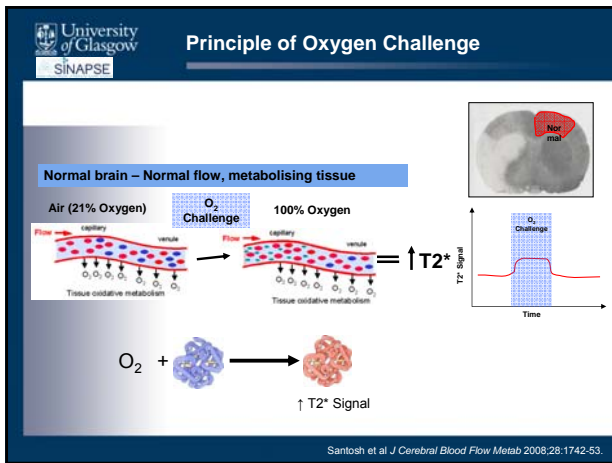 University
of Glasgow
SINAPSE
Principle of Oxygen Challenge
Nor
mal
Normal brain – Normal flow, metabolising tissue
Air (21% Oxygen)
O2
Challenge
100% Oxygen
Flow
capillary
venule
O2 O2 O2 O2 O2 O2
Tissue oxidative metabolism
Flow
capillary
venule
O2 O2 O2 O2 O2 O2 O2
Tissue oxidative metabolism
= ↑T2*
O2
Challenge
T2* Signal
Time
O2 +
↑ T2* Signal
Santosh et al J Cerebral Blood Flow Metab 2008;28:1742-53.